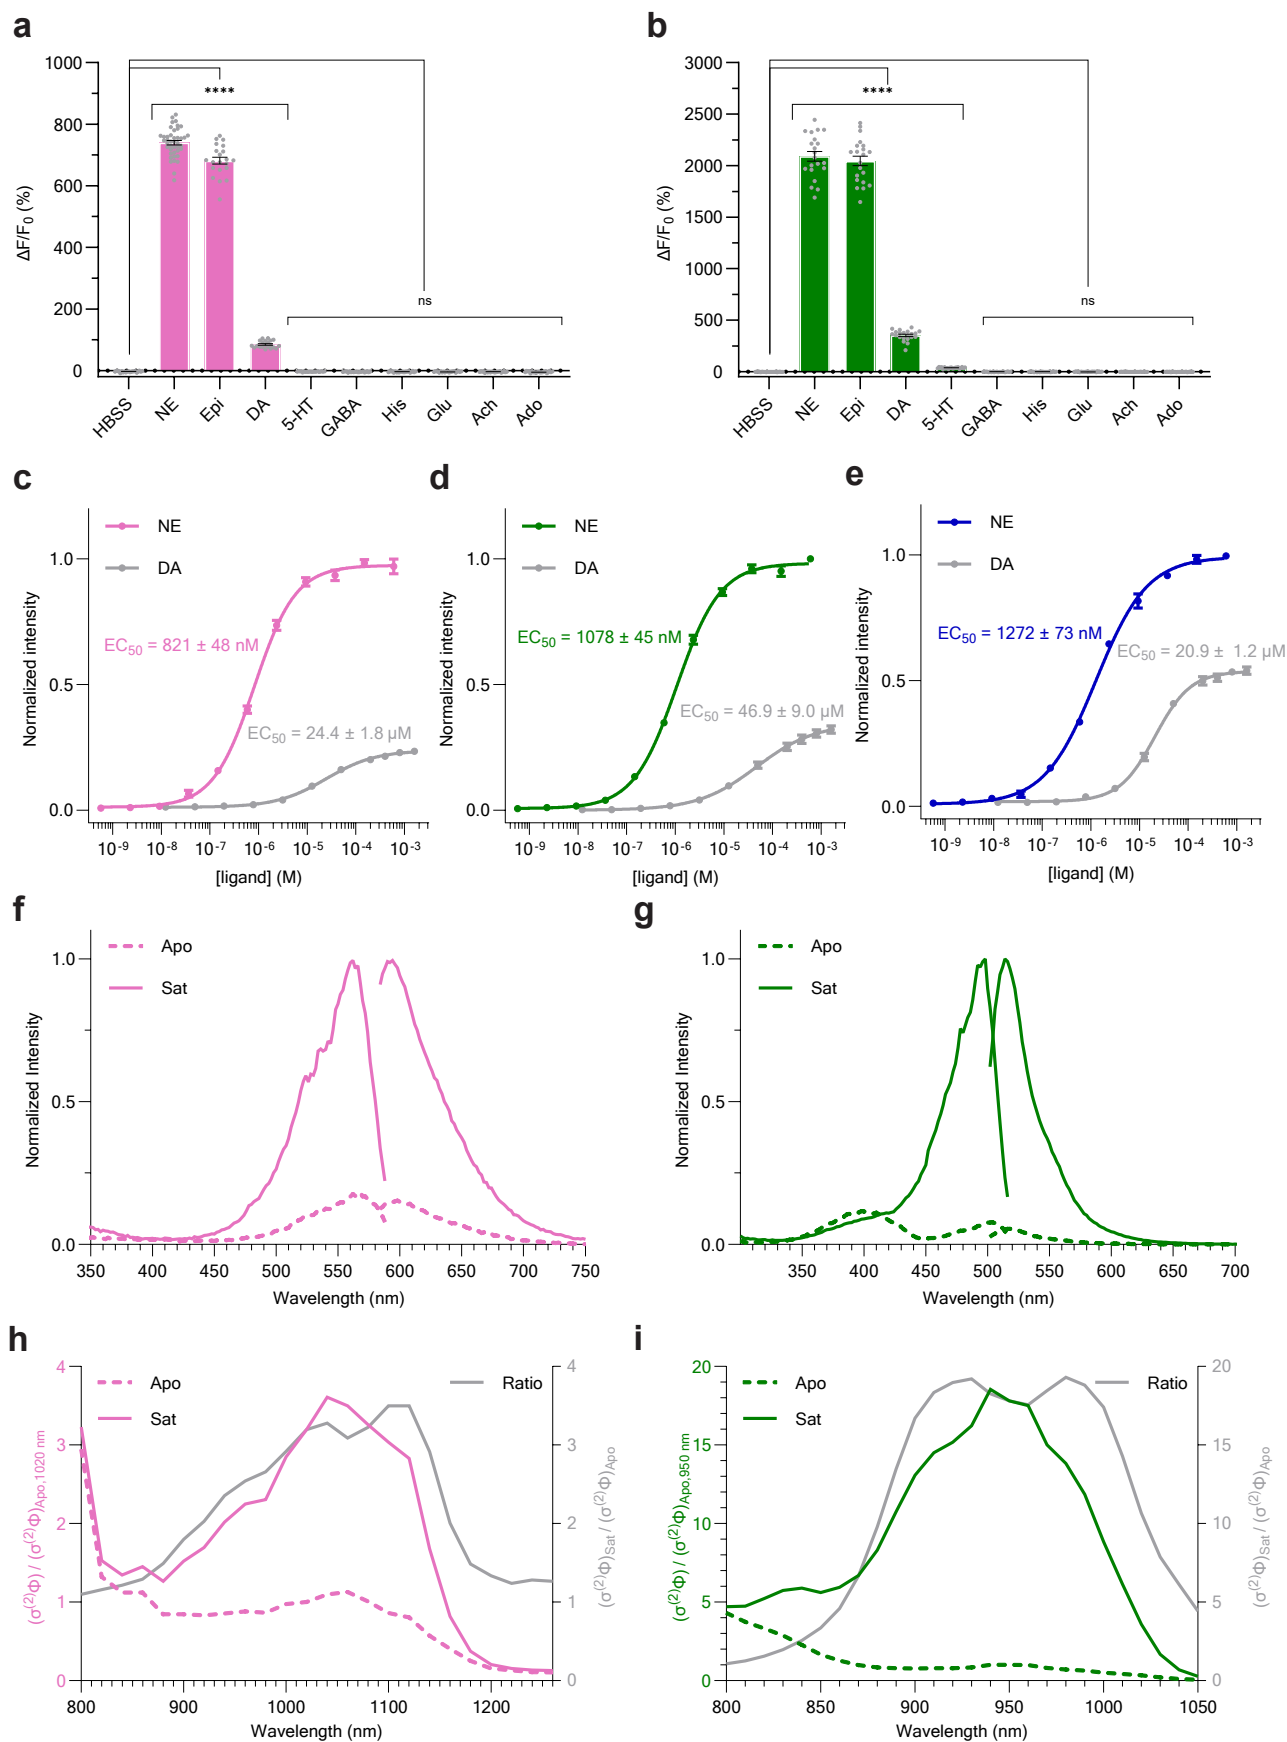 a
1000
800
600
400
200
0
ΔF/F0 (%)
****
ns
HBSS NE Epi DA 5-HT GABA His Glu Ach Ado
b
3000
2500
2000
1500
1000
500
0
ΔF/F0 (%)
****
ns
HBSS NE Epi DA 5-HT GABA His Glu Ach Ado
c
NE
DA
1.0
0.5
0.0
Normalized intensity
EC50 = 821 ± 48 nM
EC50 = 24.4 ± 1.8 µM
10-9 10-8 10-7 10-6 10-5 10-4 10-3
[ligand] (M)
d
NE
DA
1.0
0.5
0.0
Normalized intensity
EC50 = 1078 ± 45 nM
EC50 = 46.9 ± 9.0 µM
10-9 10-8 10-7 10-6 10-5 10-4 10-3
[ligand] (M)
e
NE
DA
1.0
0.5
0.0
Normalized intensity
EC50 = 1272 ± 73 nM
EC50 = 20.9 ± 1.2 µM
10-9 10-8 10-7 10-6 10-5 10-4 10-3
[ligand] (M)
f
Apo
Sat
1.0
0.5
0.0
Normalized Intensity
350 400 450 500 550 600 650 700 750
Wavelength (nm)
g
Apo
Sat
1.0
0.5
0.0
Normalized Intensity
350 400 450 500 550 600 650 700
Wavelength (nm)
h
Apo
Sat
Ratio
4
3
2
1
0
(σ(2)Φ) / (σ(2)Φ)Apo,1020 nm
4
3
2
1
0
(σ(2)Φ)Sat / (σ(2)Φ)Apo
800 900 1000 1100 1200
Wavelength (nm)
i
Apo
Sat
Ratio
20
15
10
5
0
(σ(2)Φ) / (σ(2)Φ)Apo,950 nm
20
15
10
5
0
(σ(2)Φ)Sat / (σ(2)Φ)Apo
800 850 900 950 1000 1050
Wavelength (nm)